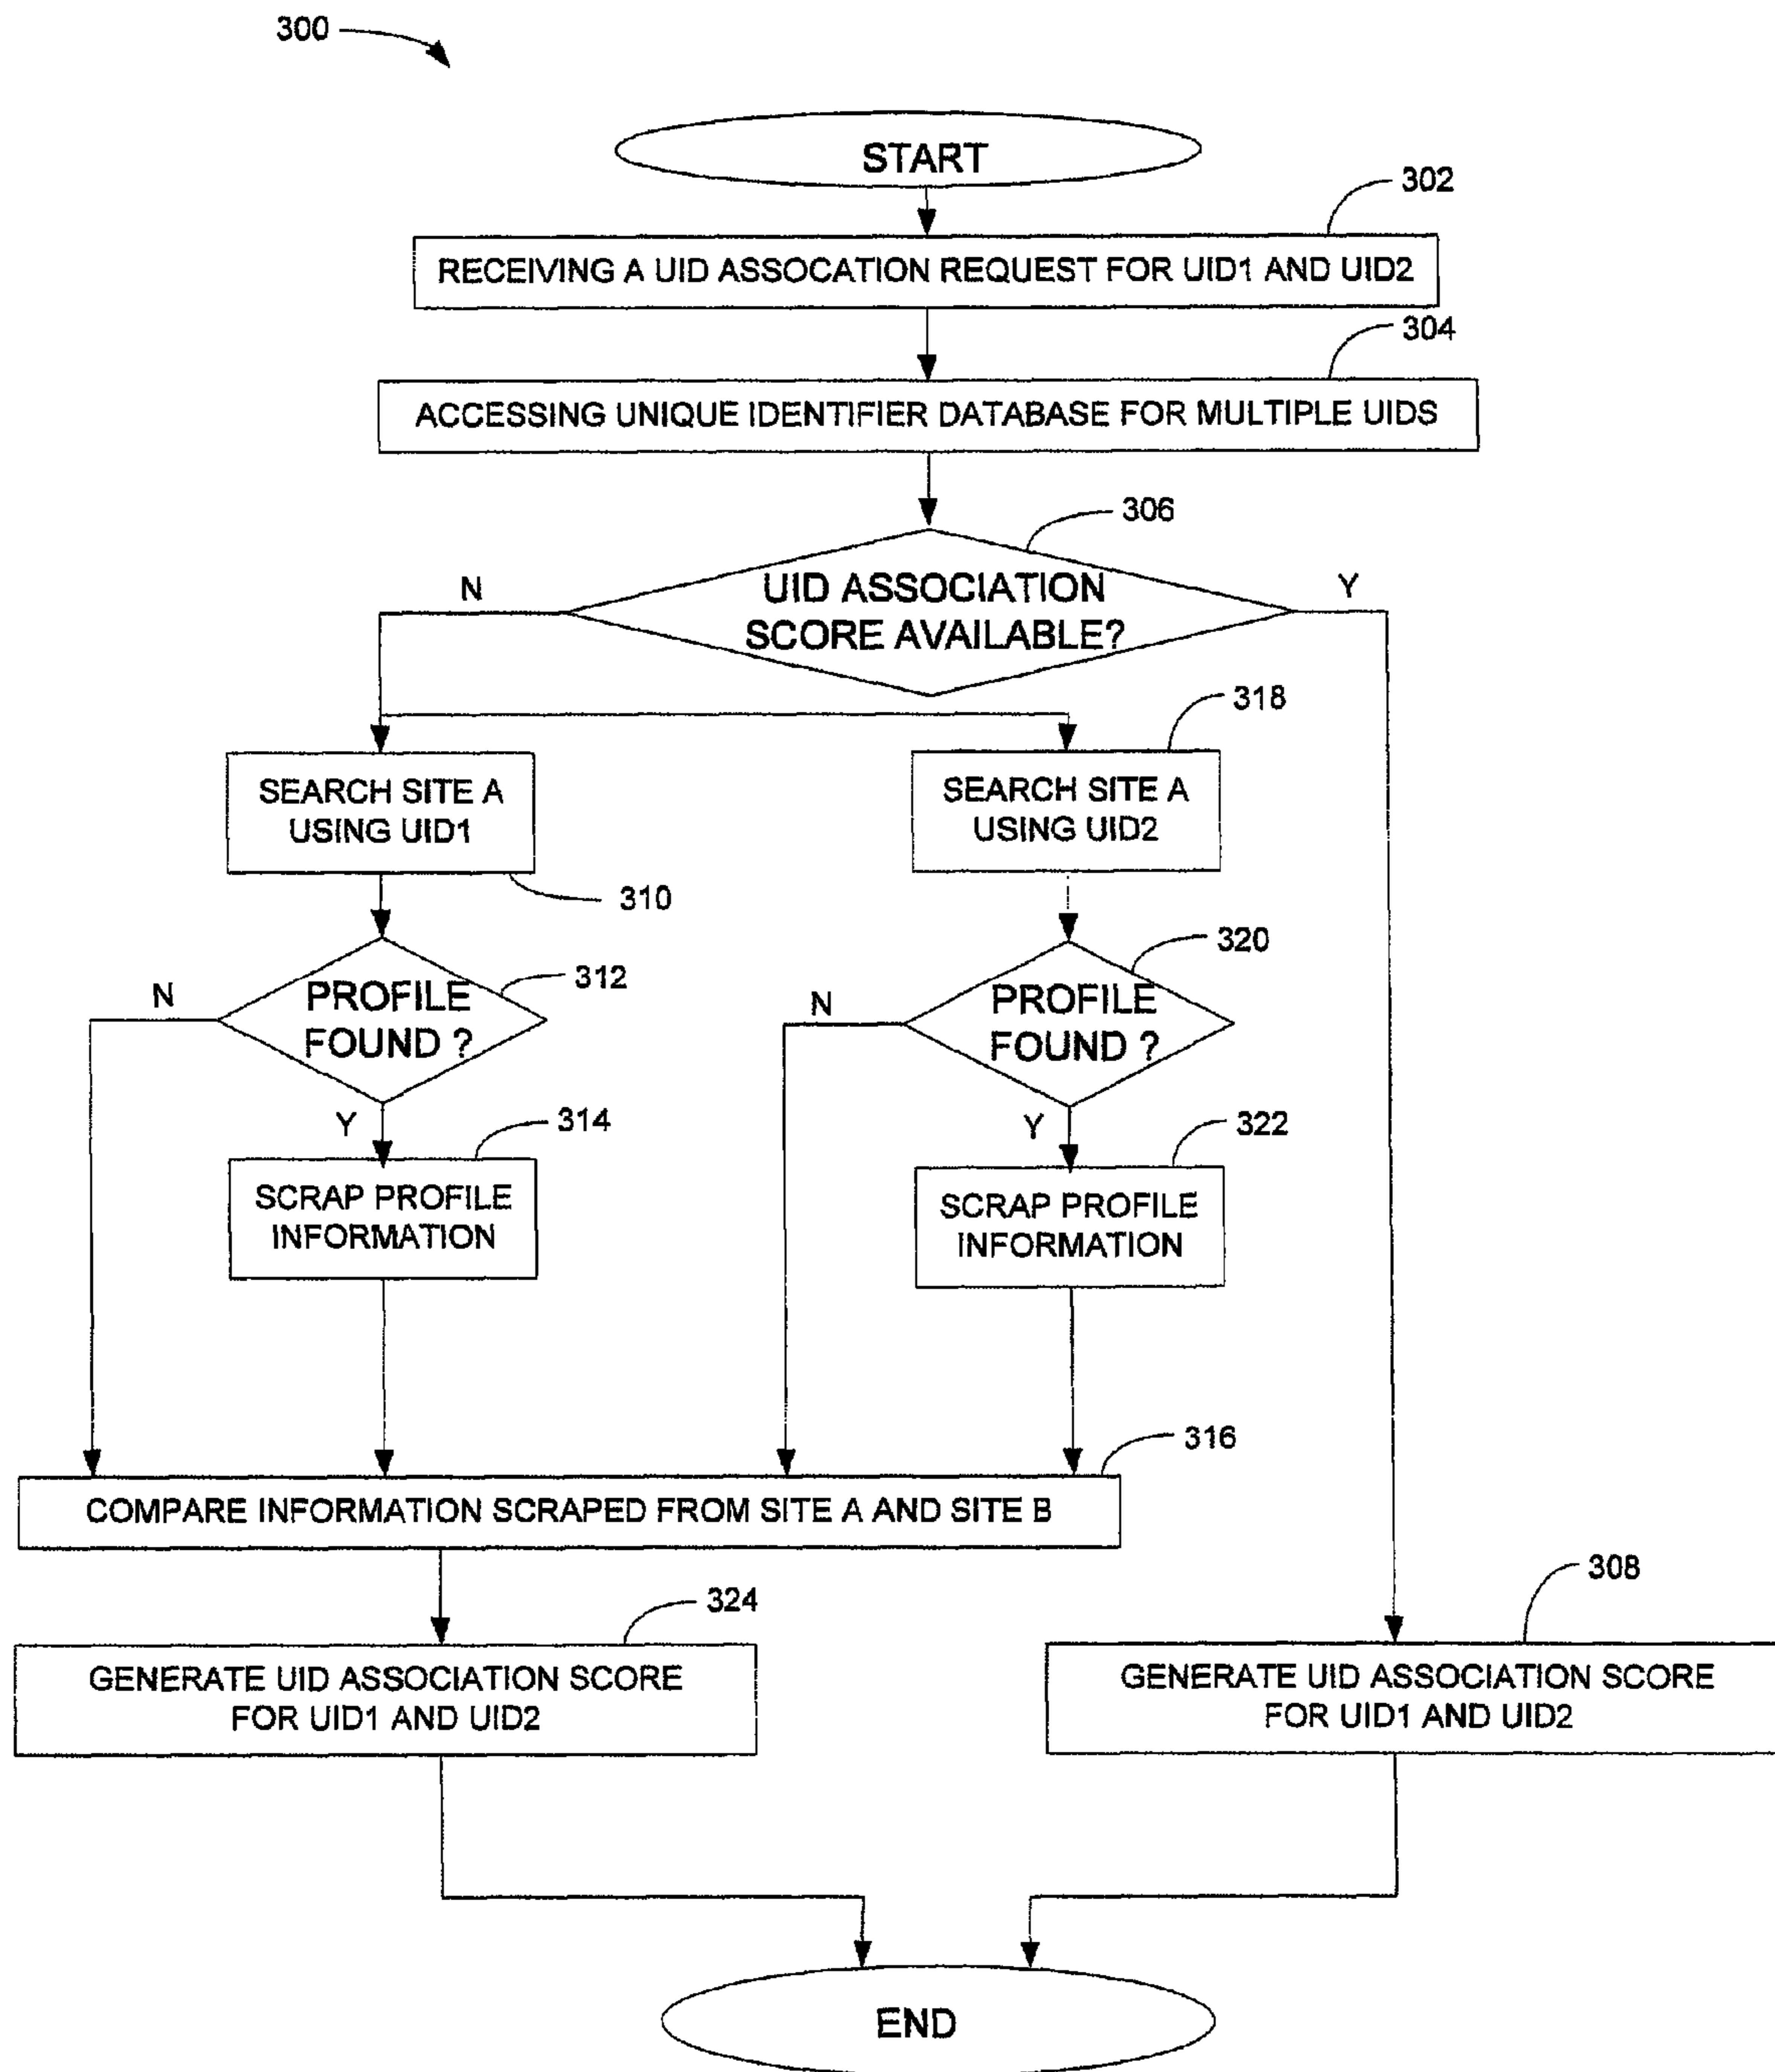 300
START
302
RECEIVING A UID ASSOCATION REQUEST FOR UID1 AND UID2
304
ACCESSING UNIQUE IDENTIFIER DATABASE FOR MULTIPLE UIDS
306
N
UID ASSOCIATION
SCORE AVAILABLE?
Y
318
SEARCH SITE A
USING UID1
310
SEARCH SITE A
USING UID2
312
N
PROFILE
FOUND ?
Y
320
N
PROFILE
FOUND ?
Y
314
SCRAP PROFILE
INFORMATION
322
SCRAP PROFILE
INFORMATION
316
COMPARE INFORMATION SCRAPED FROM SITE A AND SITE B
324
GENERATE UID ASSOCIATION SCORE
FOR UID1 AND UID2
308
GENERATE UID ASSOCIATION SCORE
FOR UID1 AND UID2
END